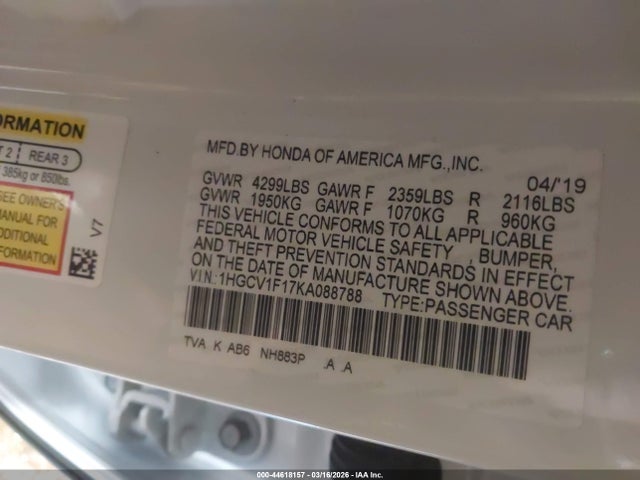 ORMATION
T 2 REAR 3
385kg or 850lbs.
SEE OWNER'S
MANUAL FOR
ADDITIONAL
FORMATION
V7
MFD.BY HONDA OF AMERICA MFG.,INC.
04/'19
GVWR 4299LBS GAWR F 2359LBS R 2116LBS
GVWR 1950KG GAWR F 1070KG R 960KG
THIS VEHICLE CONFORMS TO ALL APPLICABLE
FEDERAL MOTOR VEHICLE SAFETY , BUMPER,
AND THEFT PREVENTION STANDARDS IN EFFECT
ON THE DATE OF MANUFACTURE SHOWN ABOVE.
VIN.:1HGCV1F17KA088788 TYPE:PASSENGER CAR
TVA K AB6 NH883P .A A
000-44618157 - 03/16/2026 - IAA Inc.